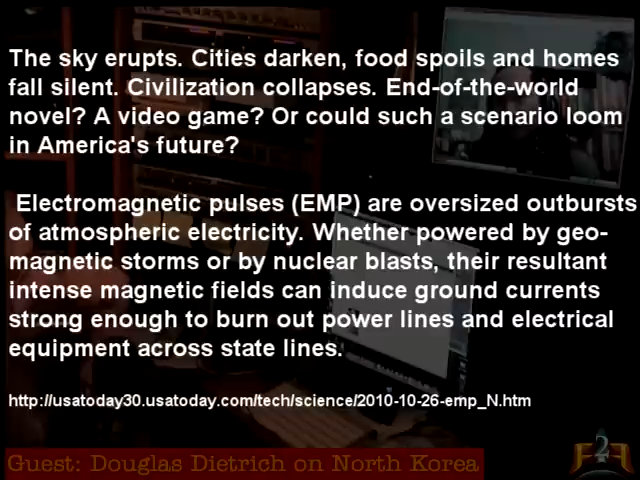 The sky erupts. Cities darken, food spoils and homes
fall silent. Civilization collapses. End-of-the-world
novel? A video game? Or could such a scenario loom
in America's future?
Electromagnetic pulses (EMP) are oversized outbursts
of atmospheric electricity. Whether powered by geo-
magnetic storms or by nuclear blasts, their resultant
intense magnetic fields can induce ground currents
strong enough to burn out power lines and electrical
equipment across state lines.
http://usatoday30.usatoday.com/tech/science/2010-10-26-emp_N.htm
Guest: Douglas Dietrich on North Korea
F2F